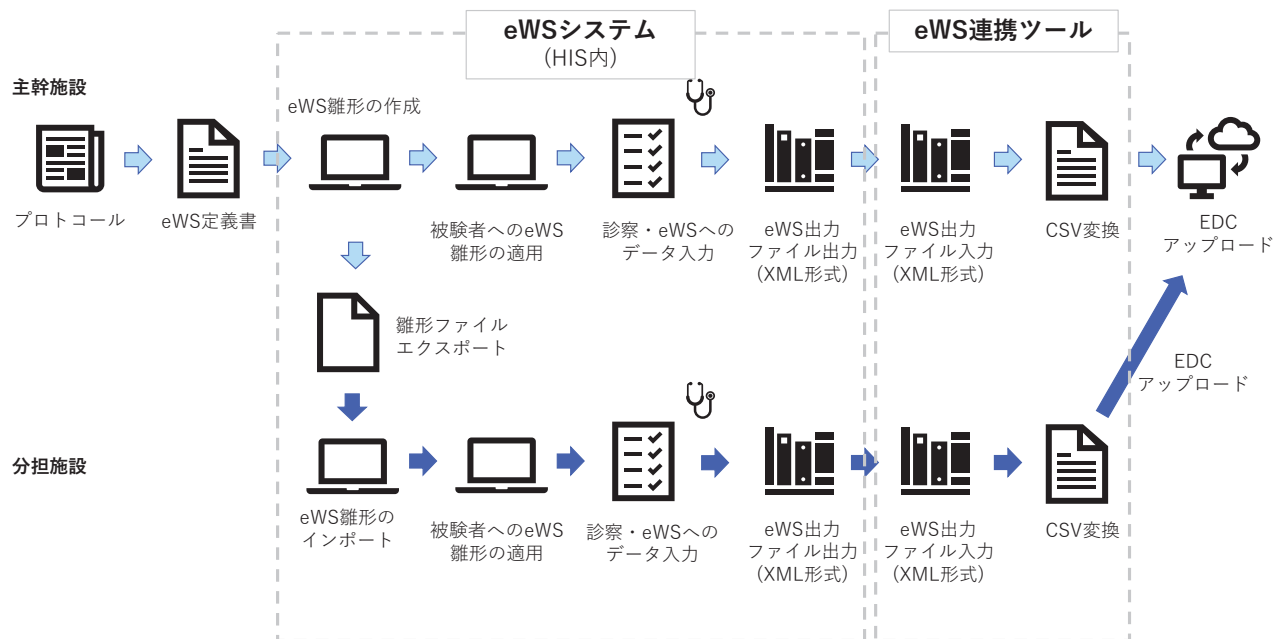 eWSシステム
(HIS内)
eWS連携ツール
主幹施設
eWS雛形の作成
プロトコール
eWS定義書
被験者へのeWS
雛形の適用
診察・eWSへの
データ入力
eWS出力
ファイル出力
(XML形式)
eWS出力
ファイル入力
(XML形式)
CSV変換
EDC
アップロード
雛形ファイル
エクスポート
EDC
アップロード
分担施設
eWS雛形の
インポート
被験者へのeWS
雛形の適用
診察・eWSへの
データ入力
eWS出力
ファイル出力
(XML形式)
eWS出力
ファイル入力
(XML形式)
CSV変換